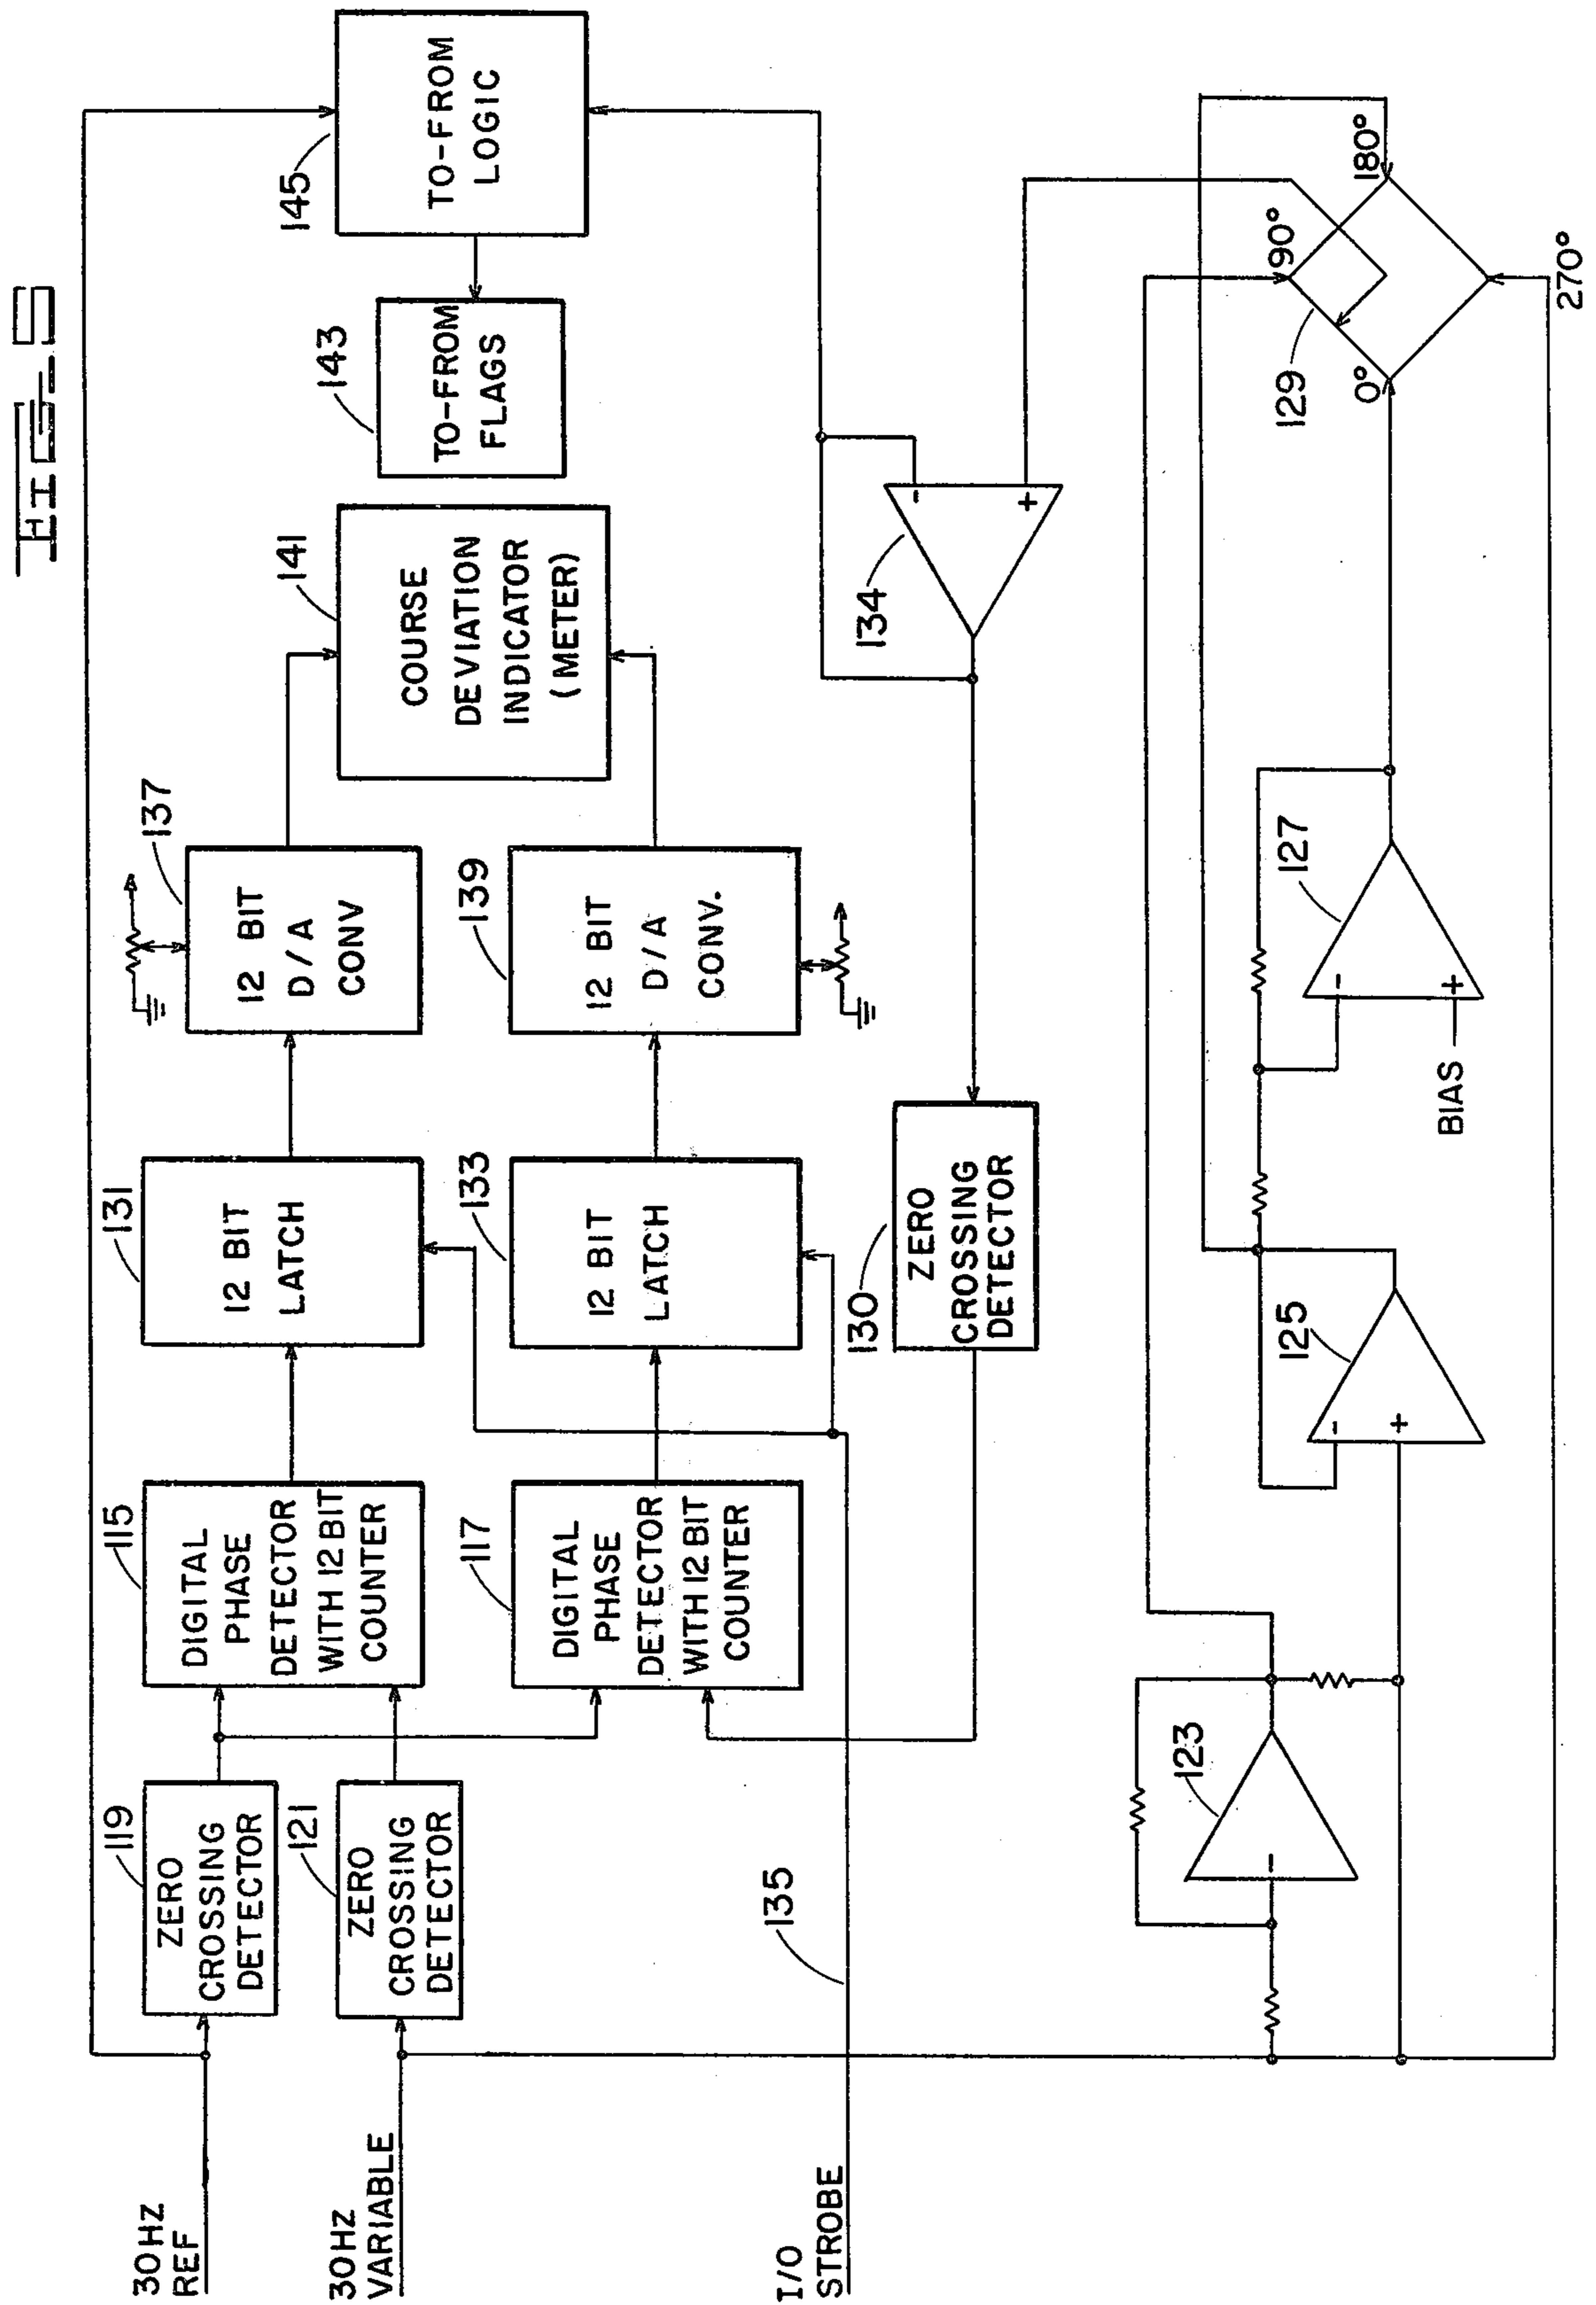 FIG. 5
30HZ
REF
30HZ
VARIABLE
I/O
STROBE
119
ZERO
CROSSING
DETECTOR
121
ZERO
CROSSING
DETECTOR
115
DIGITAL
PHASE
DETECTOR
WITH 12 BIT
COUNTER
117
DIGITAL
PHASE
DETECTOR
WITH 12 BIT
COUNTER
131
12 BIT
LATCH
133
12 BIT
LATCH
135
137
12 BIT
D/A
CONV
139
12 BIT
D/A
CONV.
141
COURSE
DEVIATION
INDICATOR
(METER)
143
TO-FROM
FLAGS
145
TO-FROM
LOGIC
130
ZERO
CROSSING
DETECTOR
134
-
+
123
-
125
-
+
127
-
+
BIAS
129
0°
90°
180°
270°